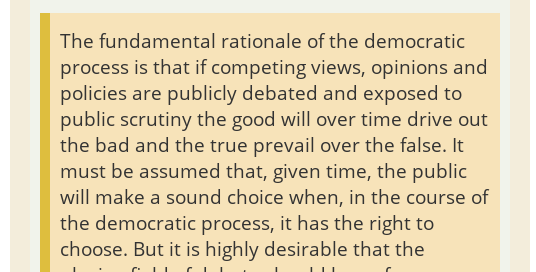 The fundamental rationale of the democratic
process is that if competing views, opinions and
policies are publicly debated and exposed to
public scrutiny the good will over time drive out
the bad and the true prevail over the false. It
must be assumed that, given time, the public
will make a sound choice when, in the course of
the democratic process, it has the right to
choose. But it is highly desirable that the